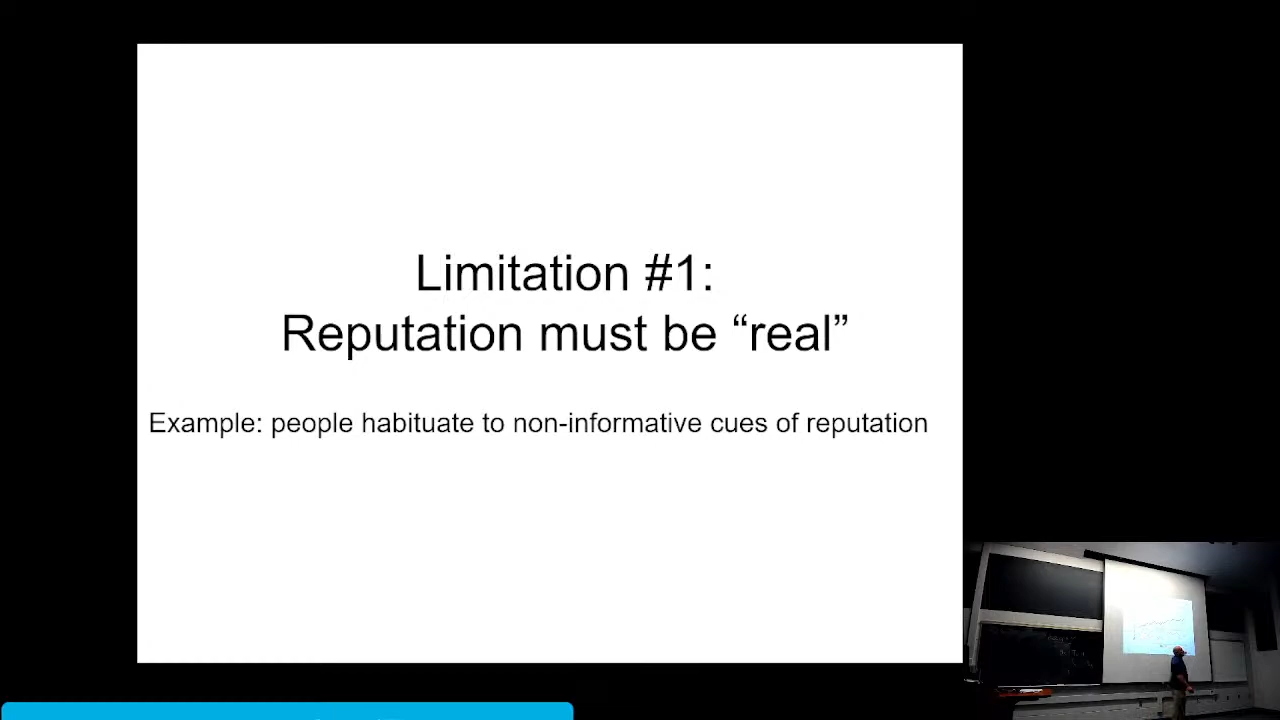 Limitation #1:
Reputation must be “real”
Example: people habituate to non-informative cues of reputation